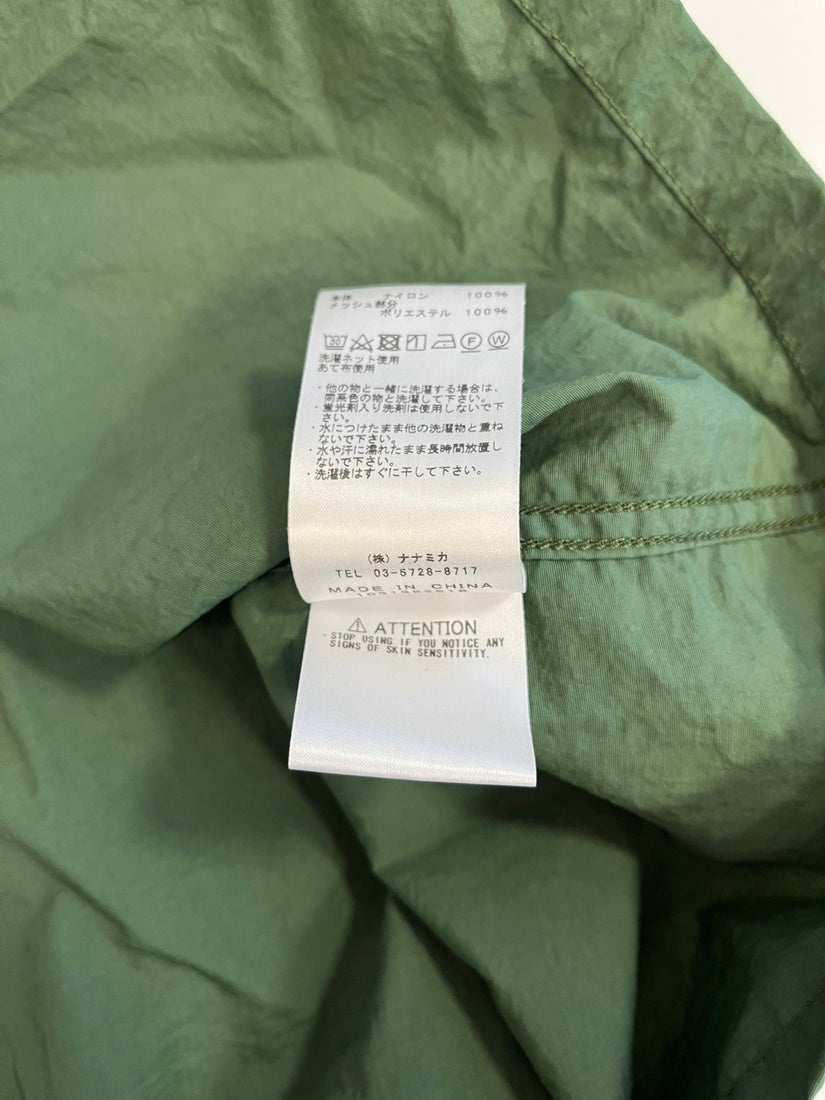 本体 ナイロン 100%
メッシュ部分
ポリエステル 100%
30 F W
洗濯ネット使用
あて布使用
・他の物と一緒に洗濯する場合は、
同系色の物と洗濯して下さい。
・蛍光剤入り洗剤は使用しないで下
さい。
・水につけたまま他の洗濯物と重ね
ないで下さい。
・水や汗に濡れたまま長時間放置し
ないで下さい。
・洗濯後はすぐに干して下さい。
(株) ナナミカ
TEL 03-5728-8717
MADE IN CHINA
⚠ ATTENTION
・STOP USING IF YOU NOTICE ANY
SIGNS OF SKIN SENSITIVITY.